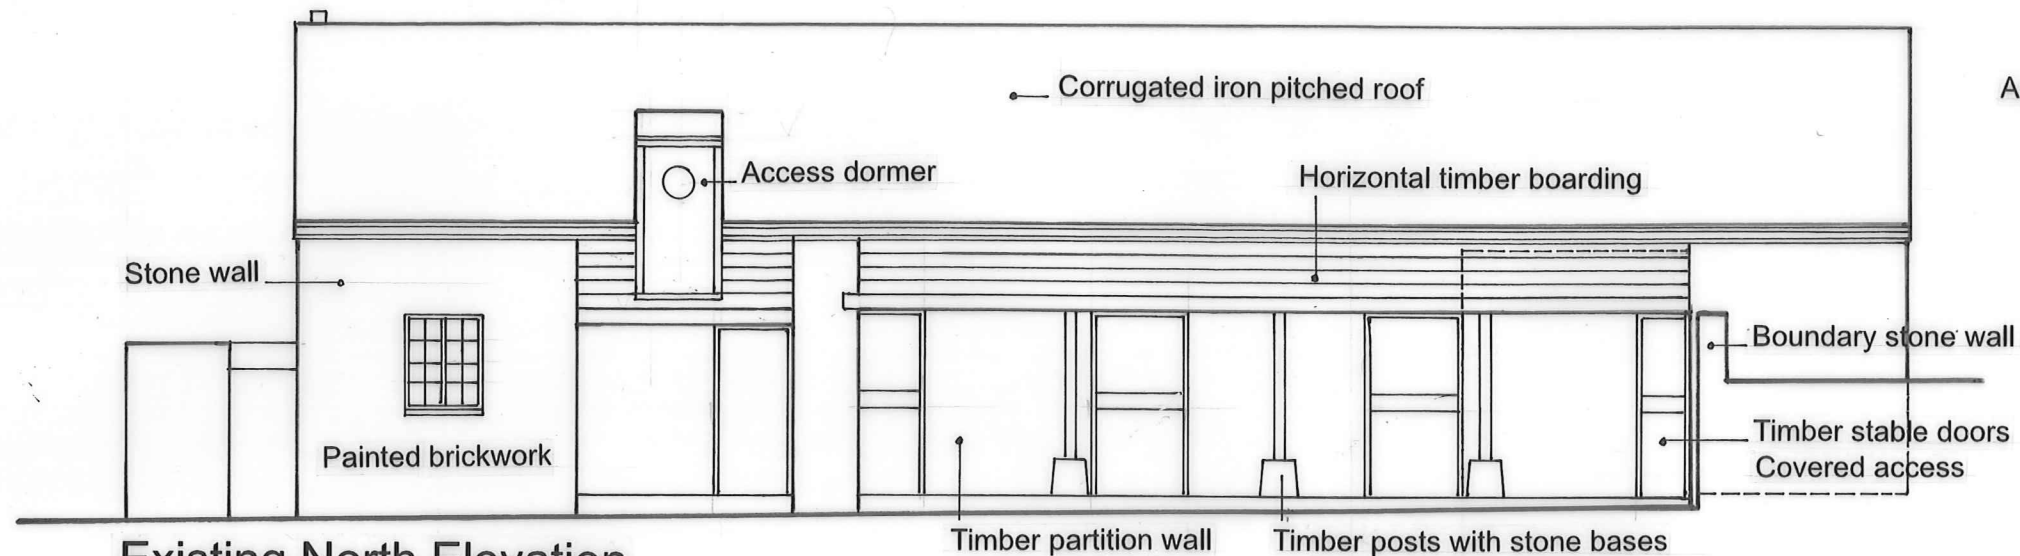 Corrugated iron pitched roof
A
Access dormer
Horizontal timber boarding
Stone wall
Boundary stone wall
Painted brickwork
Timber stable doors
Covered access
Timber partition wall
Timber posts with stone bases
Existing North Elevation